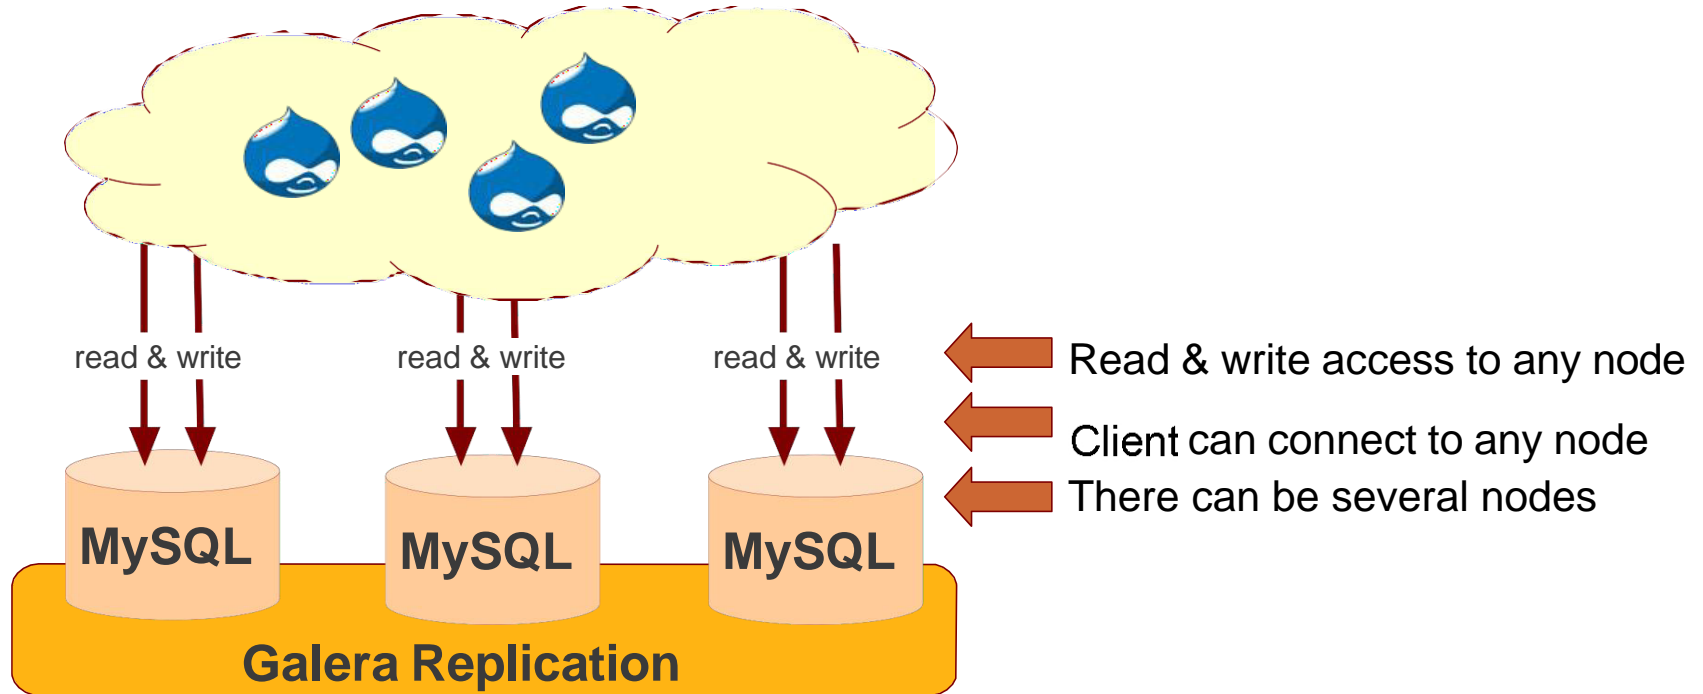 read & write
read & write
read & write
Read & write access to any node
Client can connect to any node
There can be several nodes
MySQL
MySQL
MySQL
Galera Replication